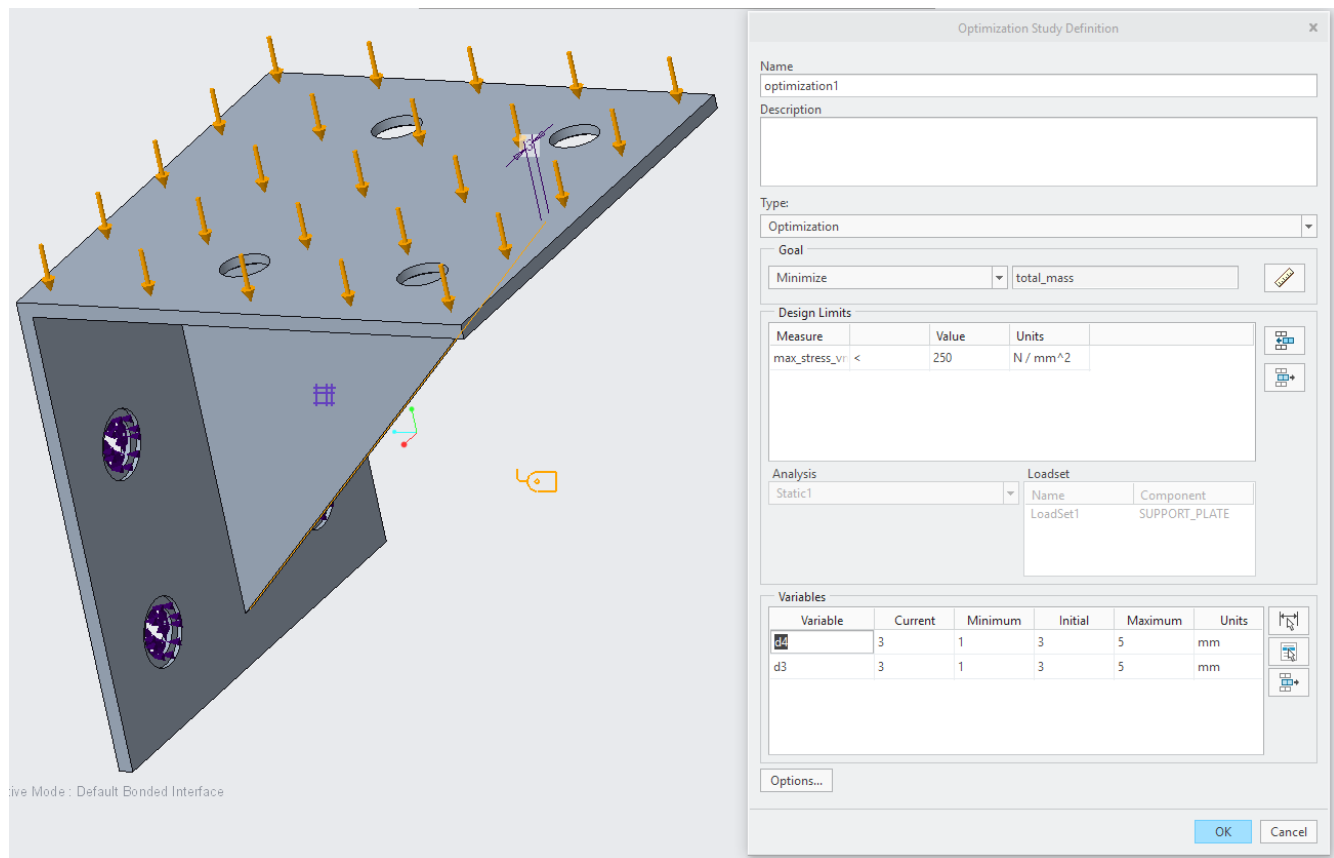 Optimization Study Definition
x
Name
optimization1
Description
Type:
Optimization
Goal
Minimize total_mass
Design Limits
Measure Value Units
max_stress_vr < 250 N / mm^2
Analysis Loadset
Static1 Name Component
LoadSet1 SUPPORT_PLATE
Variables
Variable Current Minimum Initial Maximum Units
d4 3 1 3 5 mm
d3 3 1 3 5 mm
Options...
OK Cancel
3
tive Mode : Default Bonded Interface